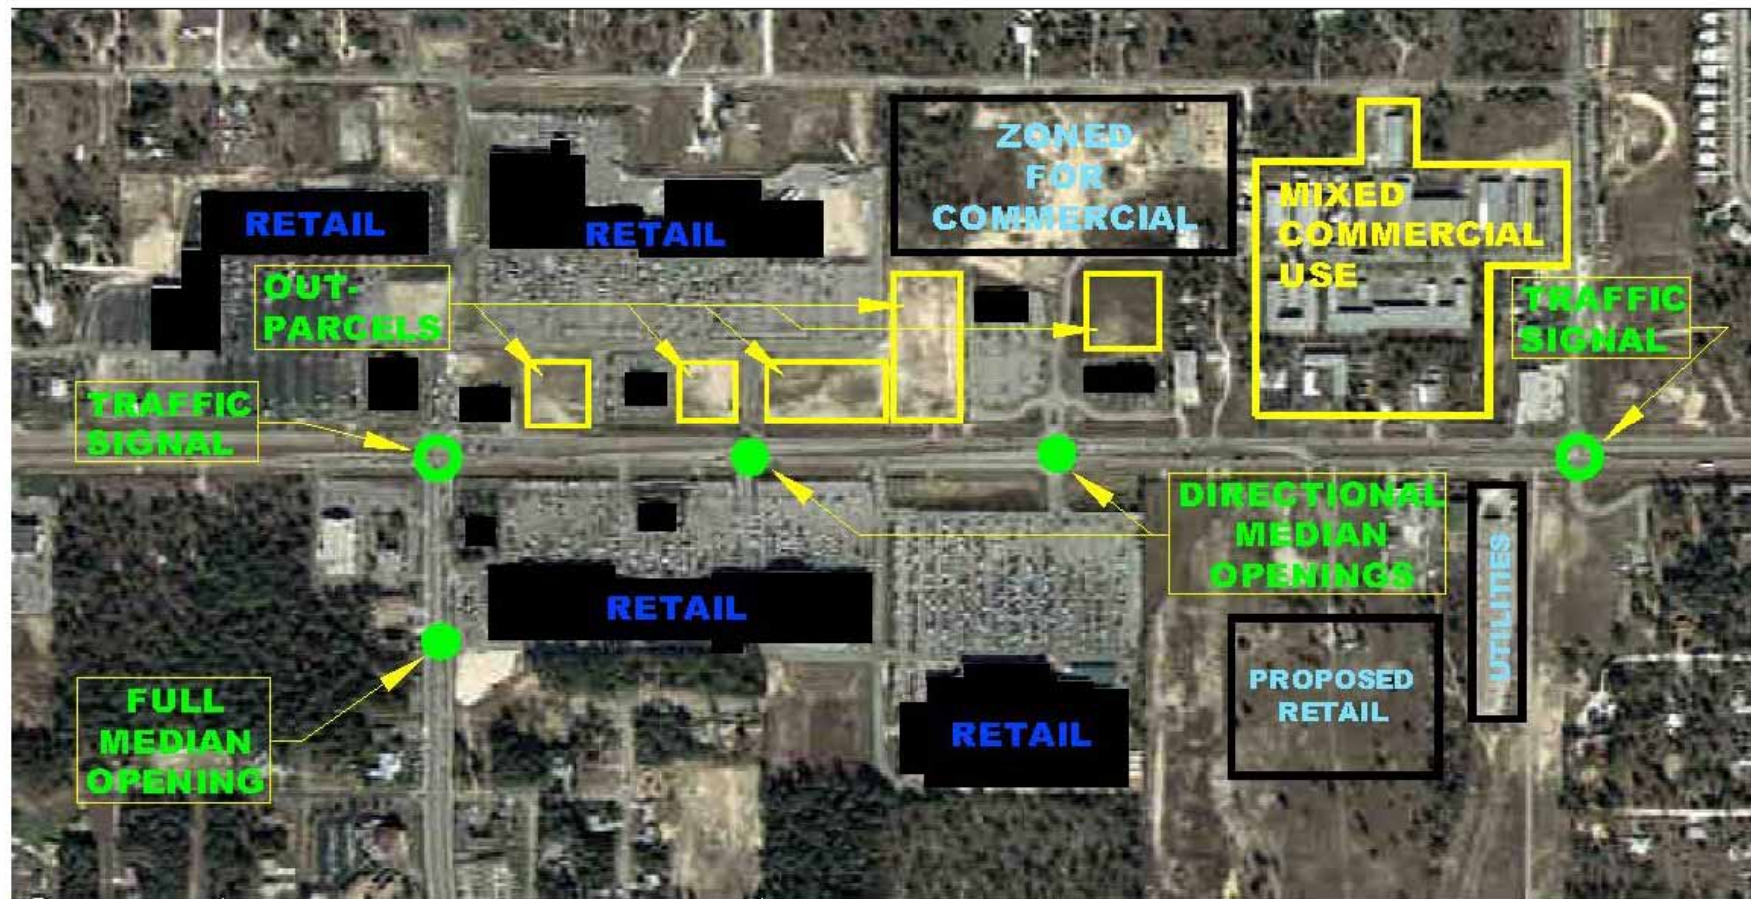 ZONED
FOR
COMMERCIAL
MIXED
COMMERCIAL
USE
RETAIL
RETAIL
OUT-
PARCELS
TRAFFIC
SIGNAL
TRAFFIC
SIGNAL
DIRECTIONAL
MEDIAN
OPENINGS
UTILITIES
RETAIL
PROPOSED
RETAIL
FULL
MEDIAN
OPENING
RETAIL